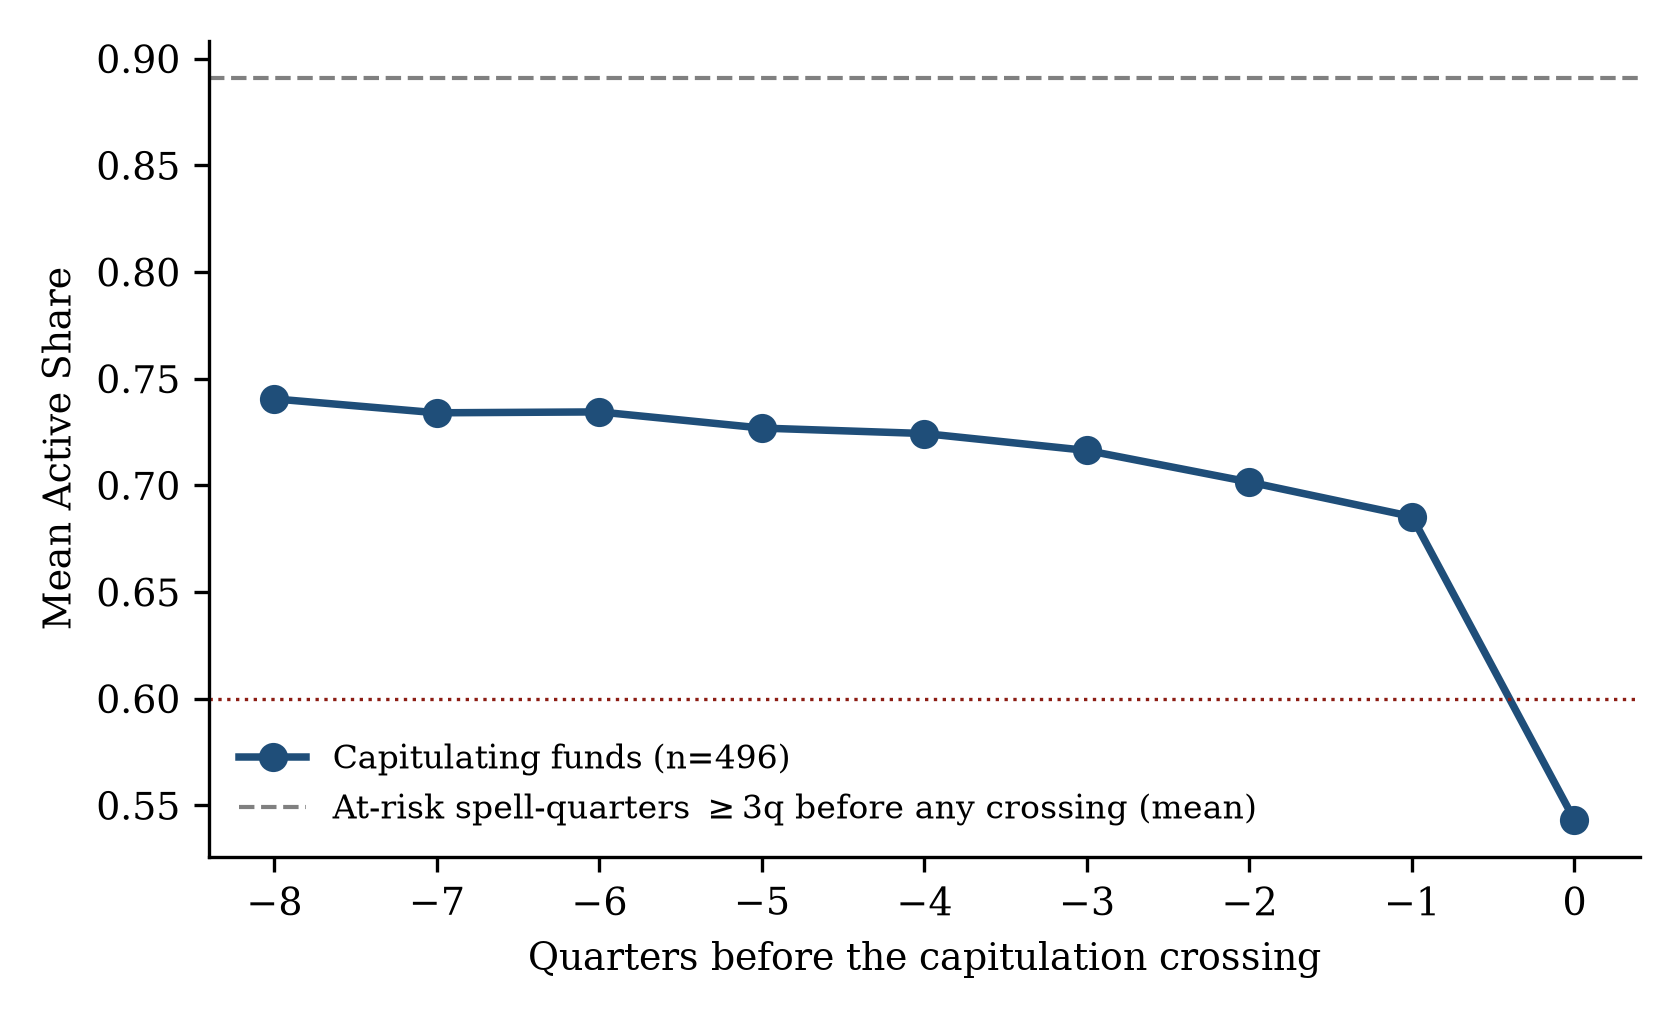 0.90
0.85
0.80
0.75
0.70
0.65
0.60
0.55
Mean Active Share
Capitulating funds (n=496)
At-risk spell-quarters ≥3q before any crossing (mean)
−8 −7 −6 −5 −4 −3 −2 −1 0
Quarters before the capitulation crossing